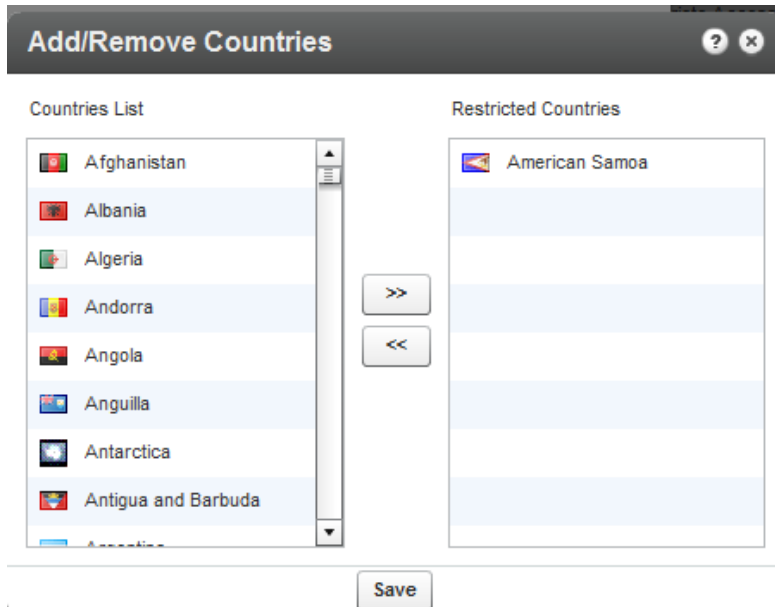 Add/Remove Countries
Countries List
Restricted Countries
Afghanistan
American Samoa
Albania
Algeria
Andorra
>>
Angola
<<
Anguilla
Antarctica
Antigua and Barbuda
Save